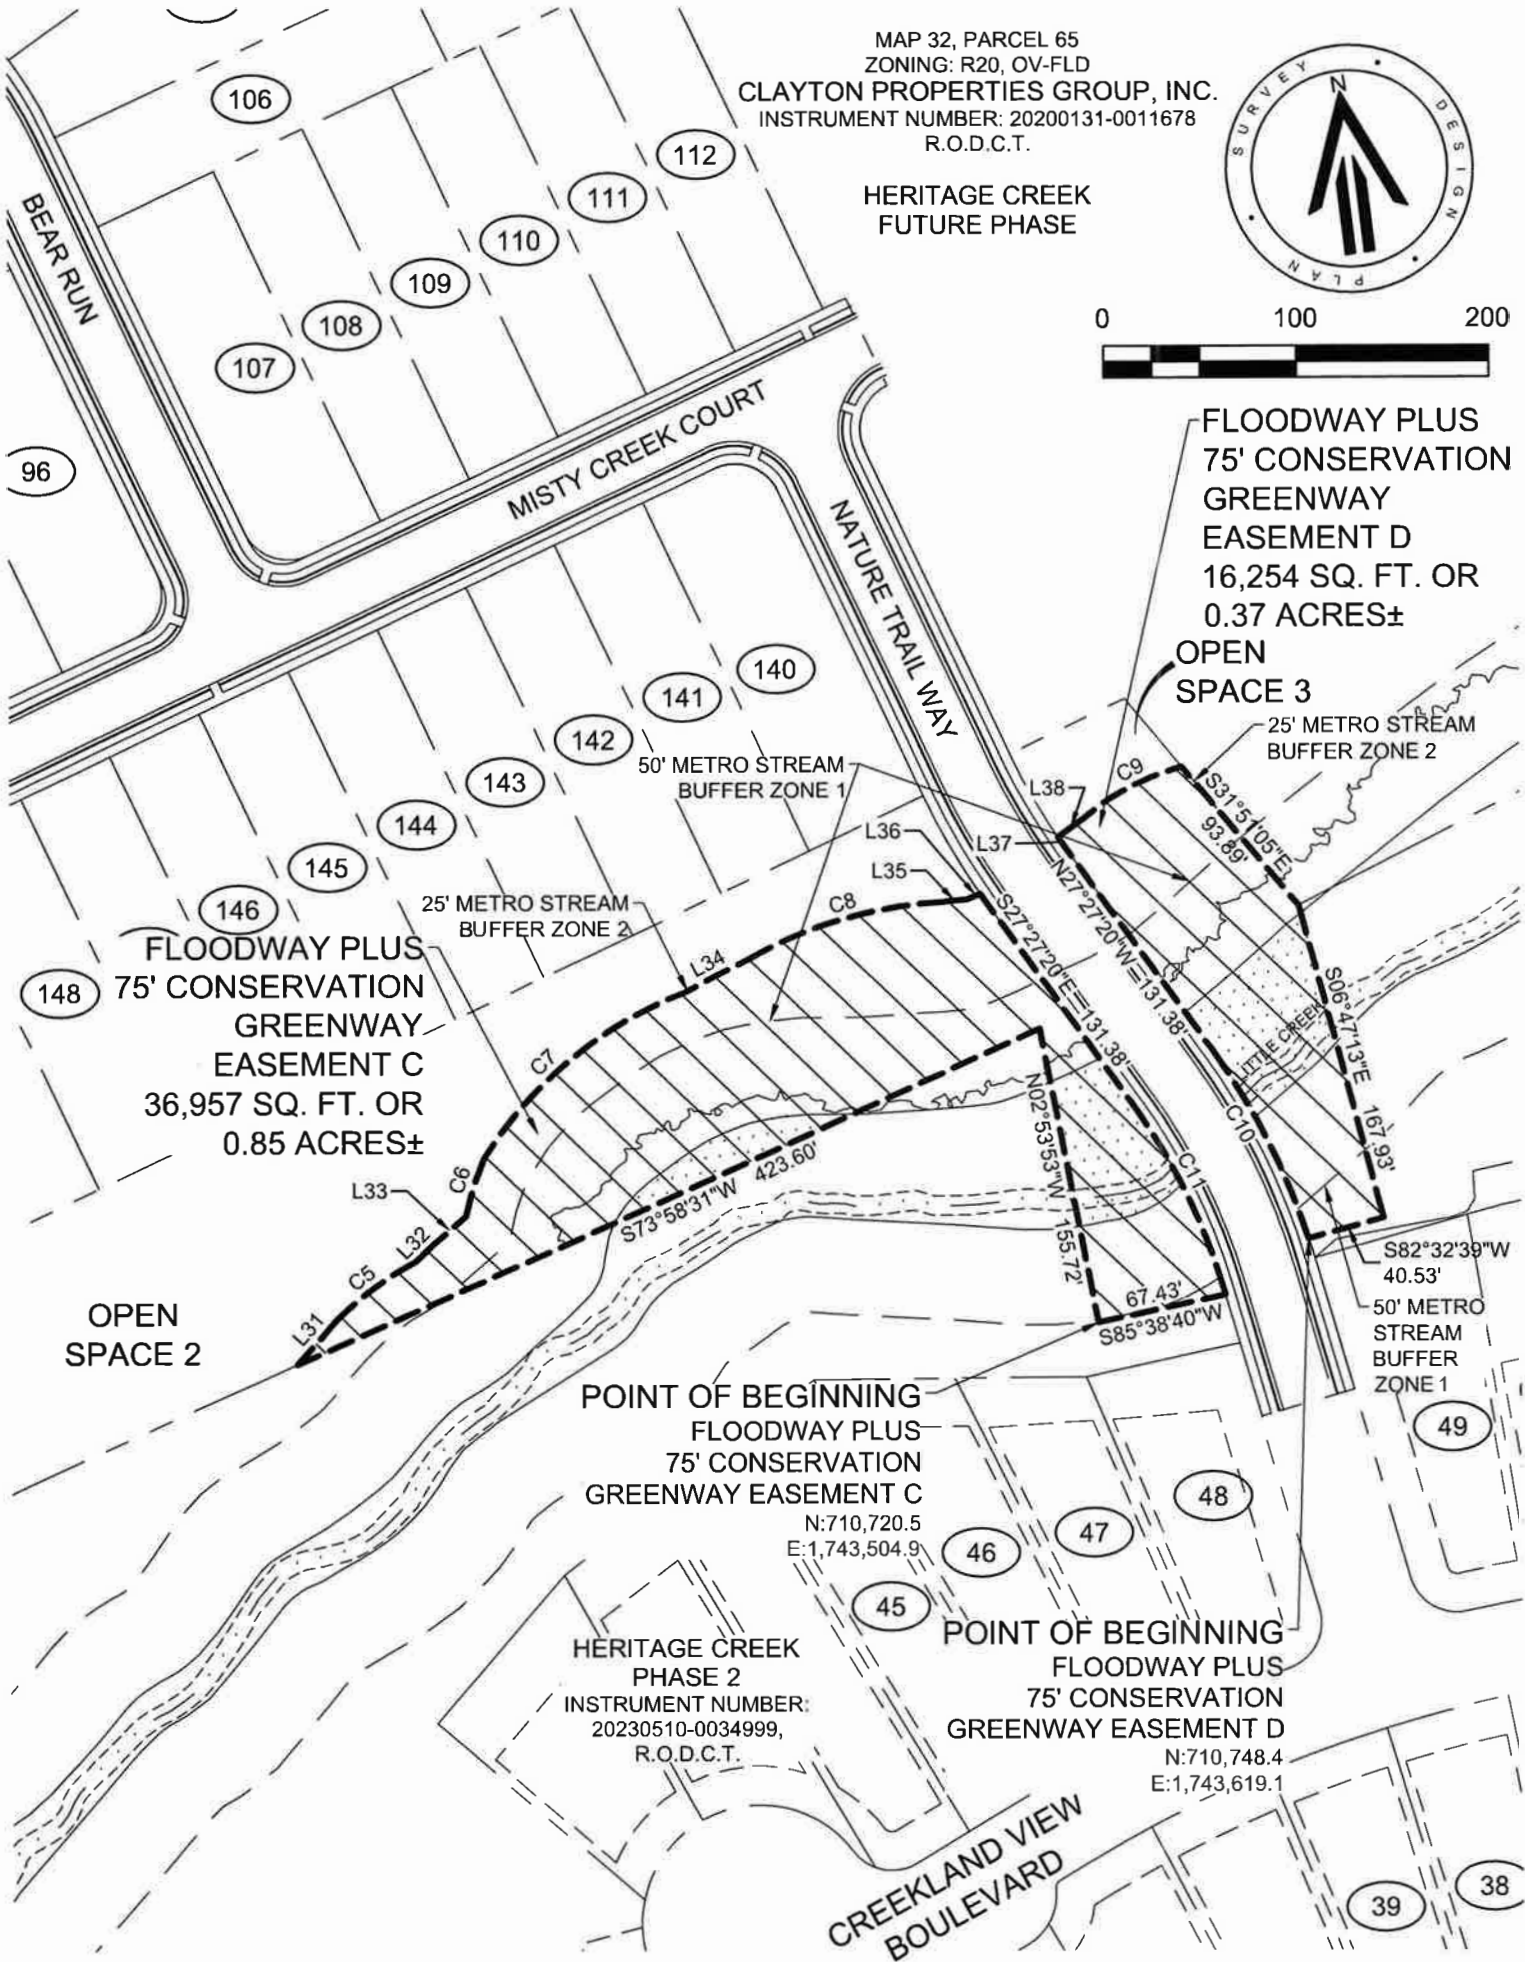 MAP 32, PARCEL 65
ZONING: R20, OV-FLD
CLAYTON PROPERTIES GROUP, INC.
INSTRUMENT NUMBER: 20200131-0011678
R.O.D.C.T.
HERITAGE CREEK
FUTURE PHASE
SURVEY • DESIGN • PLAN •
N
0 100 200
106
112
111
110
109
108
107
96
BEAR RUN
MISTY CREEK COURT
NATURE TRAIL WAY
FLOODWAY PLUS
75' CONSERVATION
GREENWAY
EASEMENT D
16,254 SQ. FT. OR
0.37 ACRES±
OPEN
SPACE 3
25' METRO STREAM
BUFFER ZONE 2
140
141
142
143
144
145
146
148
50' METRO STREAM
BUFFER ZONE 1
L38
C9
L37
L36
L35
S31°51'05"E
93.89'
N27°27'20"W 131.38'
S27°27'20"E 131.38'
S06°47'13"E 167.93'
LITTLE CREEK
25' METRO STREAM
BUFFER ZONE 2
C8
L34
C7
C6
L33
L32
C5
L31
FLOODWAY PLUS
75' CONSERVATION
GREENWAY
EASEMENT C
36,957 SQ. FT. OR
0.85 ACRES±
S73°58'31"W 423.60'
N02°53'53"W 155.72'
C10
C11
67.43'
S85°38'40"W
S82°32'39"W
40.53'
50' METRO
STREAM
BUFFER
ZONE 1
OPEN
SPACE 2
POINT OF BEGINNING
FLOODWAY PLUS
75' CONSERVATION
GREENWAY EASEMENT C
N:710,720.5
E:1,743,504.9
49
48
47
46
45
POINT OF BEGINNING
FLOODWAY PLUS
75' CONSERVATION
GREENWAY EASEMENT D
N:710,748.4
E:1,743,619.1
HERITAGE CREEK
PHASE 2
INSTRUMENT NUMBER:
20230510-0034999,
R.O.D.C.T.
CREEKLAND VIEW
BOULEVARD
39
38